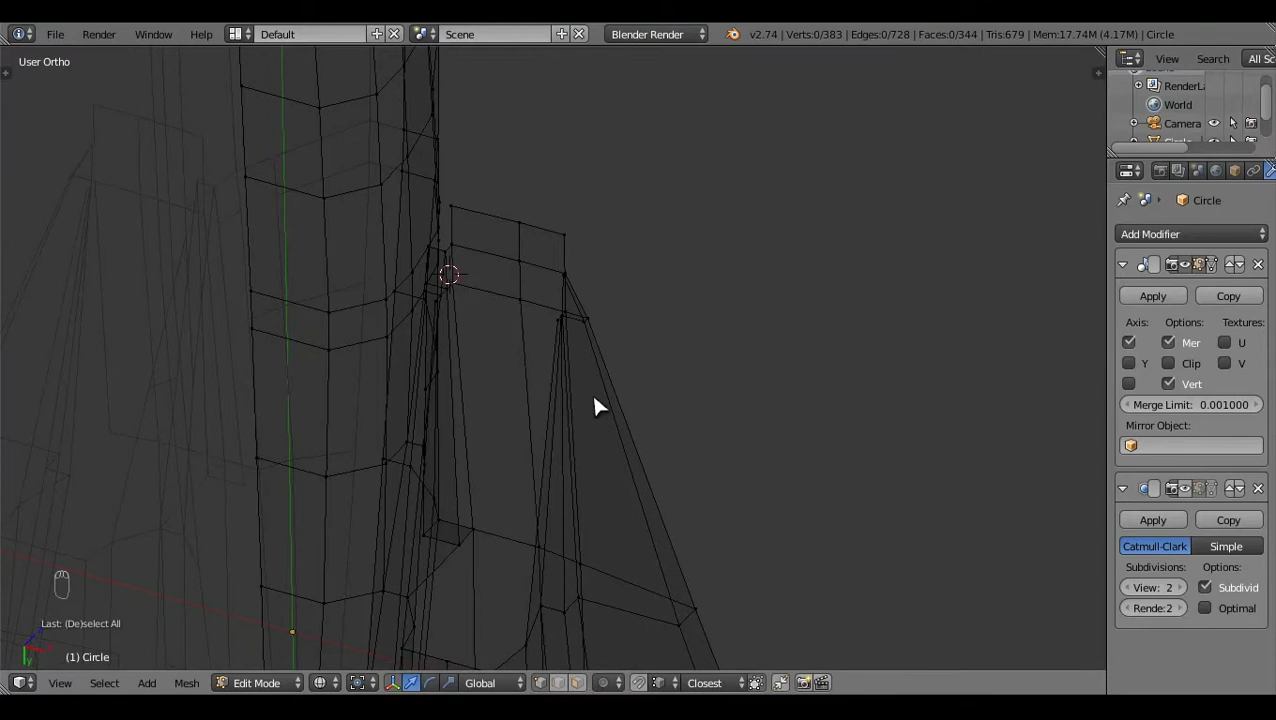 File Render Window Help Default Scene Blender Render v2.74 | Verts:0/383 | Edges:0/728 | Faces:0/344 | Tris:679 | Mem:17.74M (4.17M) | Circle
User Ortho
View Search All Sc
RenderL
World
Camera
Circle
Add Modifier
Apply Copy
Axis: Options: Textures:
Mer U
Y Clip V
Vert
Merge Limit: 0.001000
Mirror Object:
Apply Copy
Catmull-Clark Simple
Subdivisions: Options:
View: 2 Subdivid
Rende: 2 Optimal
Last: (De)select All
(1) Circle
View Select Add Mesh Edit Mode Global Closest